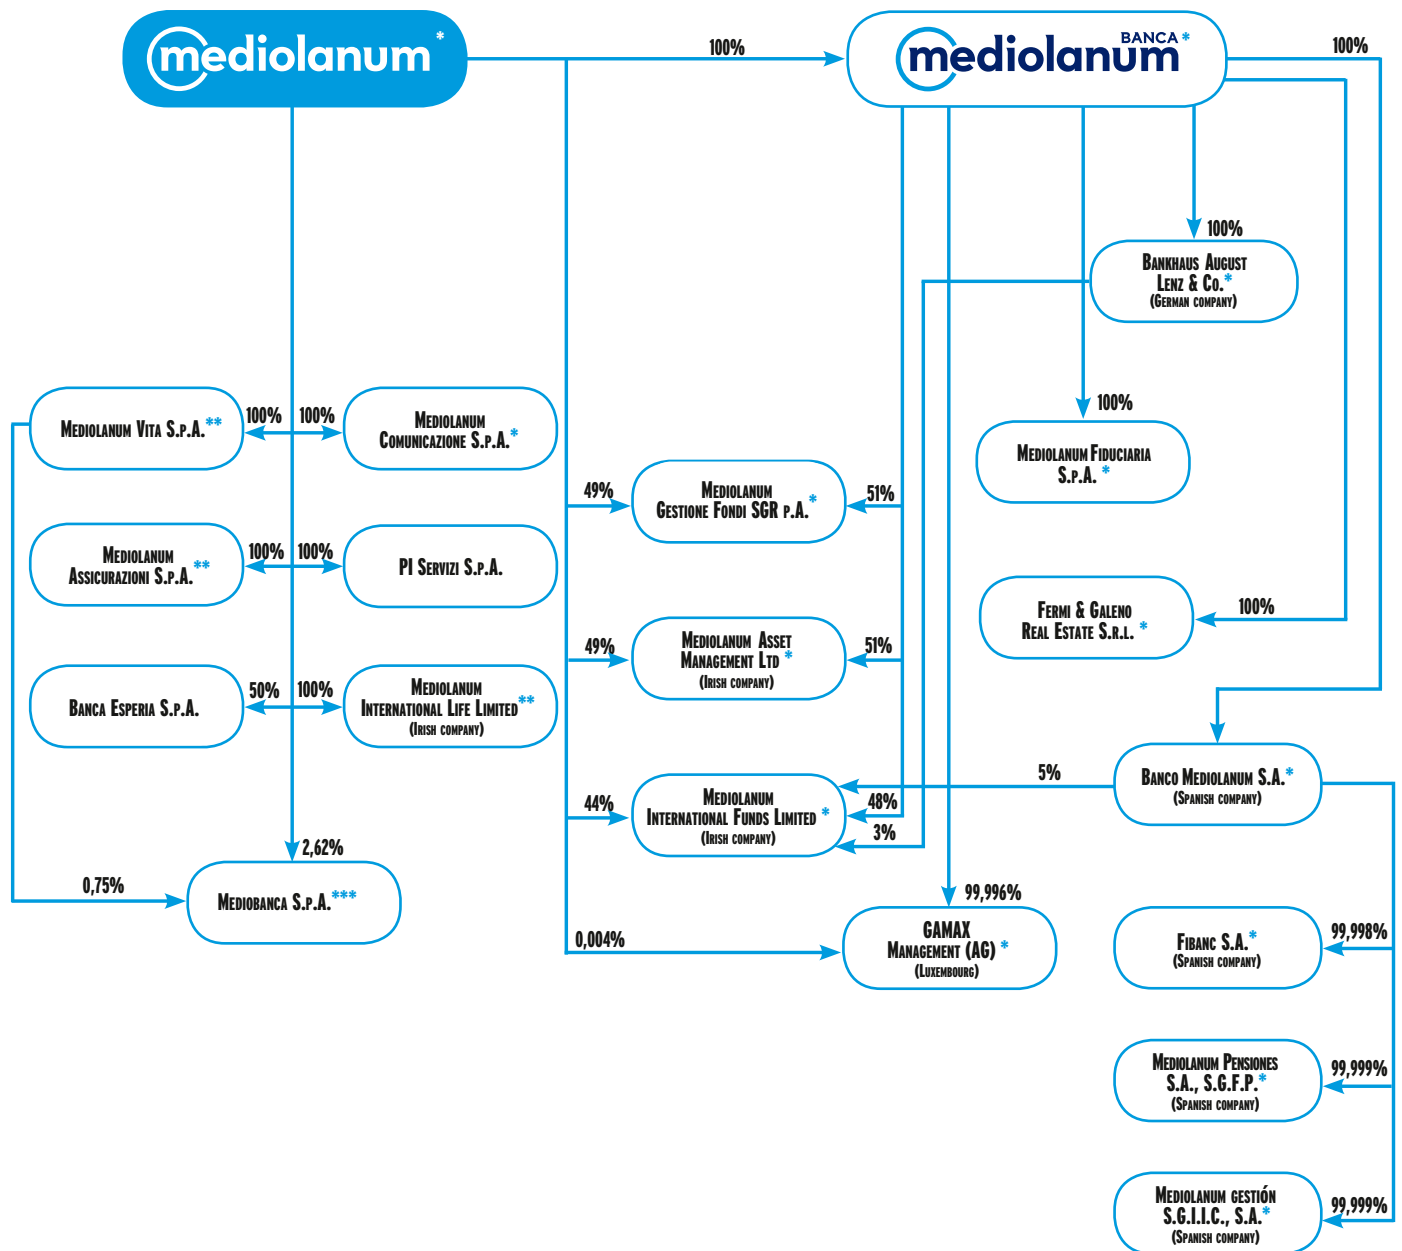 mediolanum *
100%
BANCA *
mediolanum
100%
100%
BANKHAUS AUGUST
LENZ & CO. *
(GERMAN COMPANY)
MEDIOLANUM VITA S.P.A. **
100%
100%
MEDIOLANUM
COMUNICAZIONE S.P.A. *
100%
MEDIOLANUM FIDUCIARIA
S.P.A. *
49%
MEDIOLANUM
GESTIONE FONDI SGR P.A. *
51%
MEDIOLANUM
ASSICURAZIONI S.P.A. **
100%
100%
PI SERVIZI S.P.A.
FERMI & GALENO
REAL ESTATE S.R.L. *
100%
49%
MEDIOLANUM ASSET
MANAGEMENT LTD *
(IRISH COMPANY)
51%
BANCA ESPERIA S.P.A.
50%
100%
MEDIOLANUM
INTERNATIONAL LIFE LIMITED **
(IRISH COMPANY)
44%
MEDIOLANUM
INTERNATIONAL FUNDS LIMITED *
(IRISH COMPANY)
48%
3%
5%
BANCO MEDIOLANUM S.A. *
(SPANISH COMPANY)
2,62%
0,75%
MEDIOBANCA S.P.A. ***
0,004%
99,996%
GAMAX
MANAGEMENT (AG) *
(LUXEMBOURG)
FIBANC S.A. *
(SPANISH COMPANY)
99,998%
MEDIOLANUM PENSIONES
S.A., S.G.F.P. *
(SPANISH COMPANY)
99,999%
MEDIOLANUM GESTIÓN
S.G.I.I.C., S.A. *
(SPANISH COMPANY)
99,999%